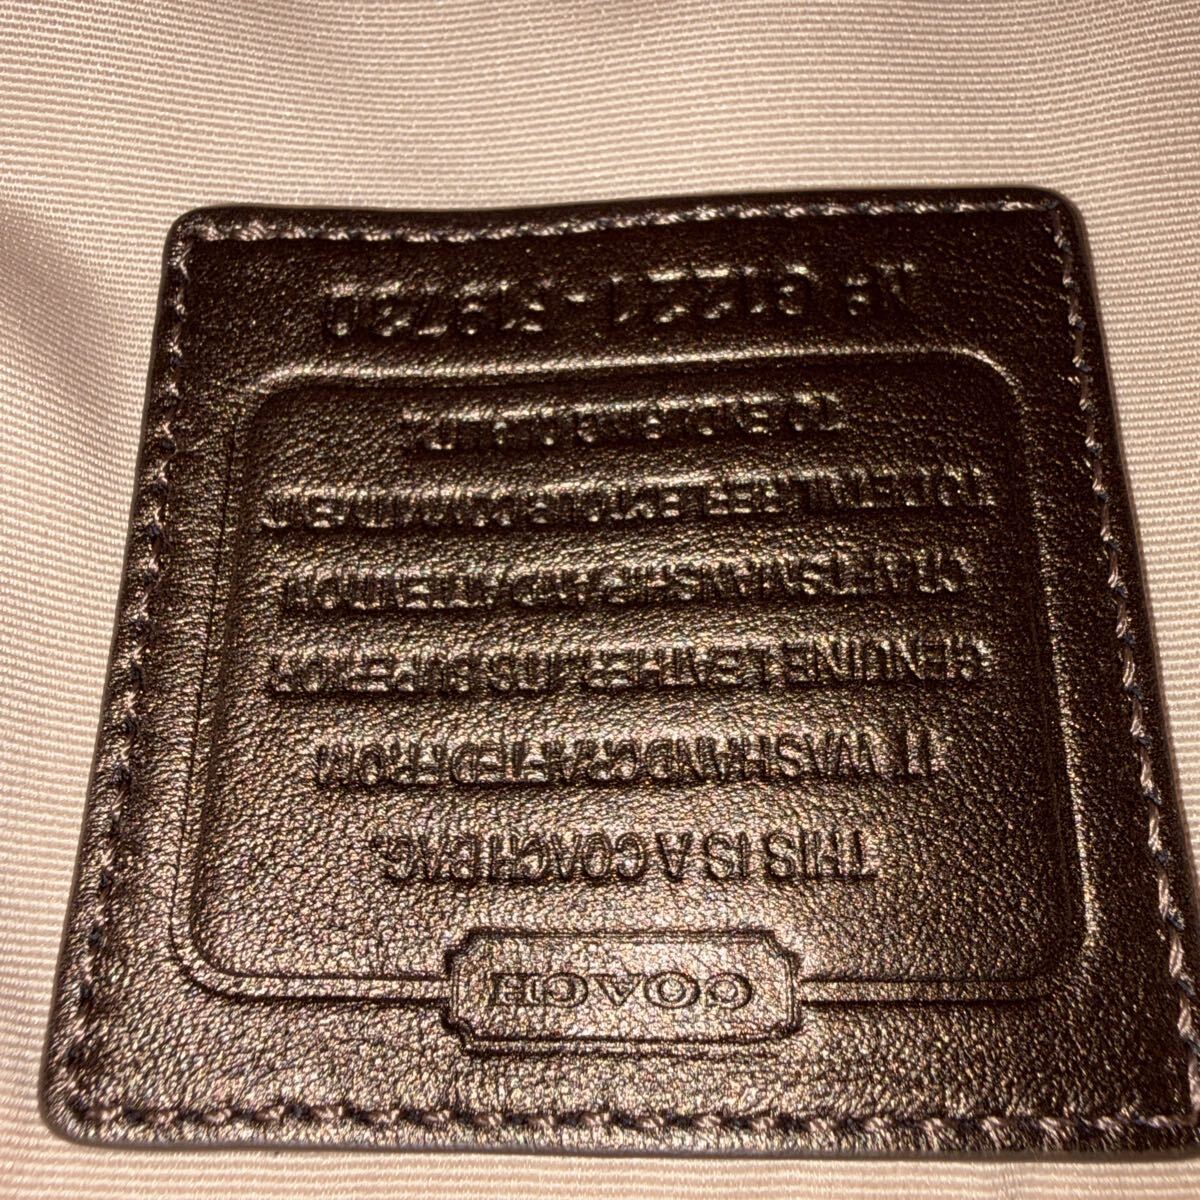 COACH
THIS IS A COACH BAG.
IT WAS HANDCRAFTED FROM
GENUINE LEATHER. ITS SUPERIOR
CRAFTSMANSHIP AND ATTENTION
TO DETAIL REFLECT OUR COMMITMENT
TO ENDURING QUALITY.
Nº G1221-F19720